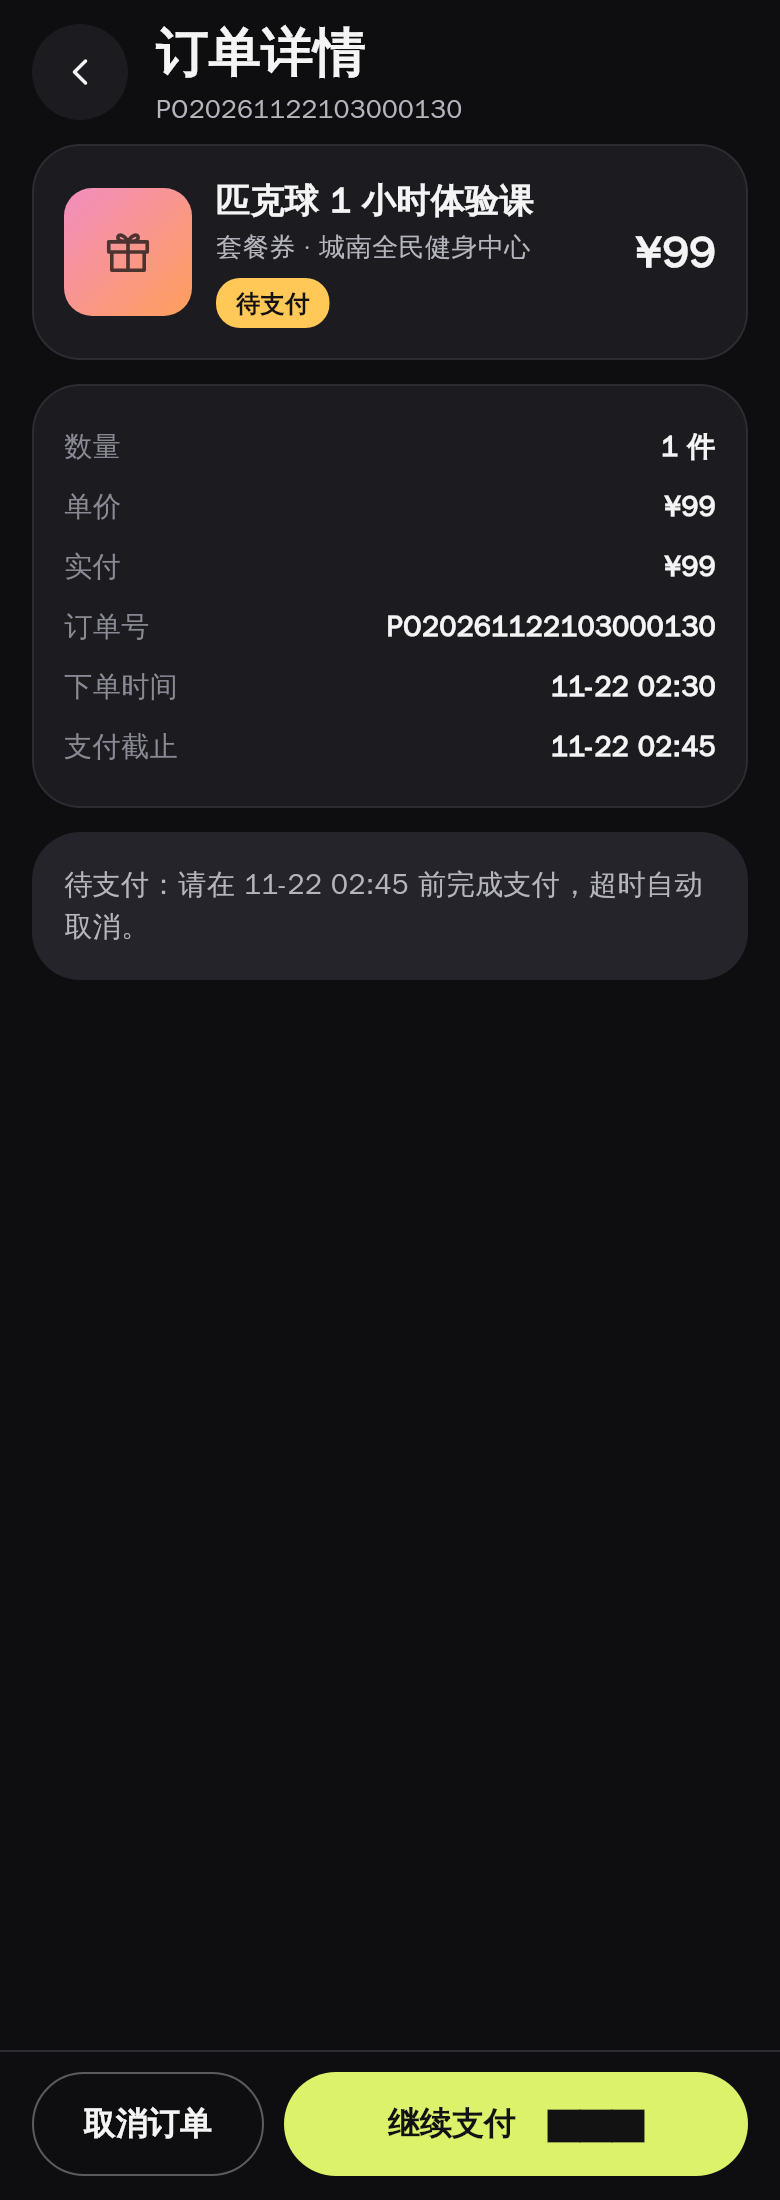 订单详情
PO20261122103000130
匹克球 1 小时体验课
套餐券 · 城南全民健身中心
¥99
待支付
数量 1 件
单价 ¥99
实付 ¥99
订单号 PO20261122103000130
下单时间 11-22 02:30
支付截止 11-22 02:45
待支付：请在 11-22 02:45 前完成支付，超时自动
取消。
取消订单
继续支付